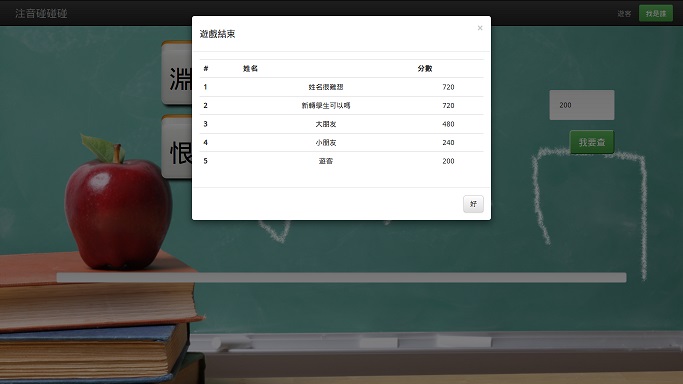 注音碰碰碰
遊客 我是誰
遊戲結束 ×
# 姓名 分數
1 姓名很難想 720
2 新轉學生可以嗎 720
3 大朋友 480
4 小朋友 240
5 遊客 200
好
淵
恨
200
我要查